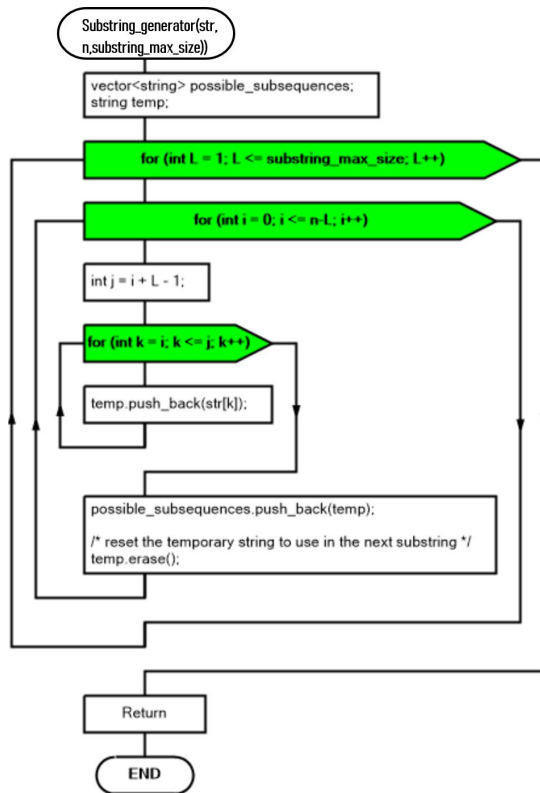 Substring_generator(str,
n,substring_max_size))
vector<string> possible_subsequences;
string temp;
for (int L = 1; L <= substring_max_size; L++)
for (int i = 0; i <= n-L; i++)
int j = i + L - 1;
for (int k = i; k <= j; k++)
temp.push_back(str[k]);
possible_subsequences.push_back(temp);
/* reset the temporary string to use in the next substring */
temp.erase();
Return
END